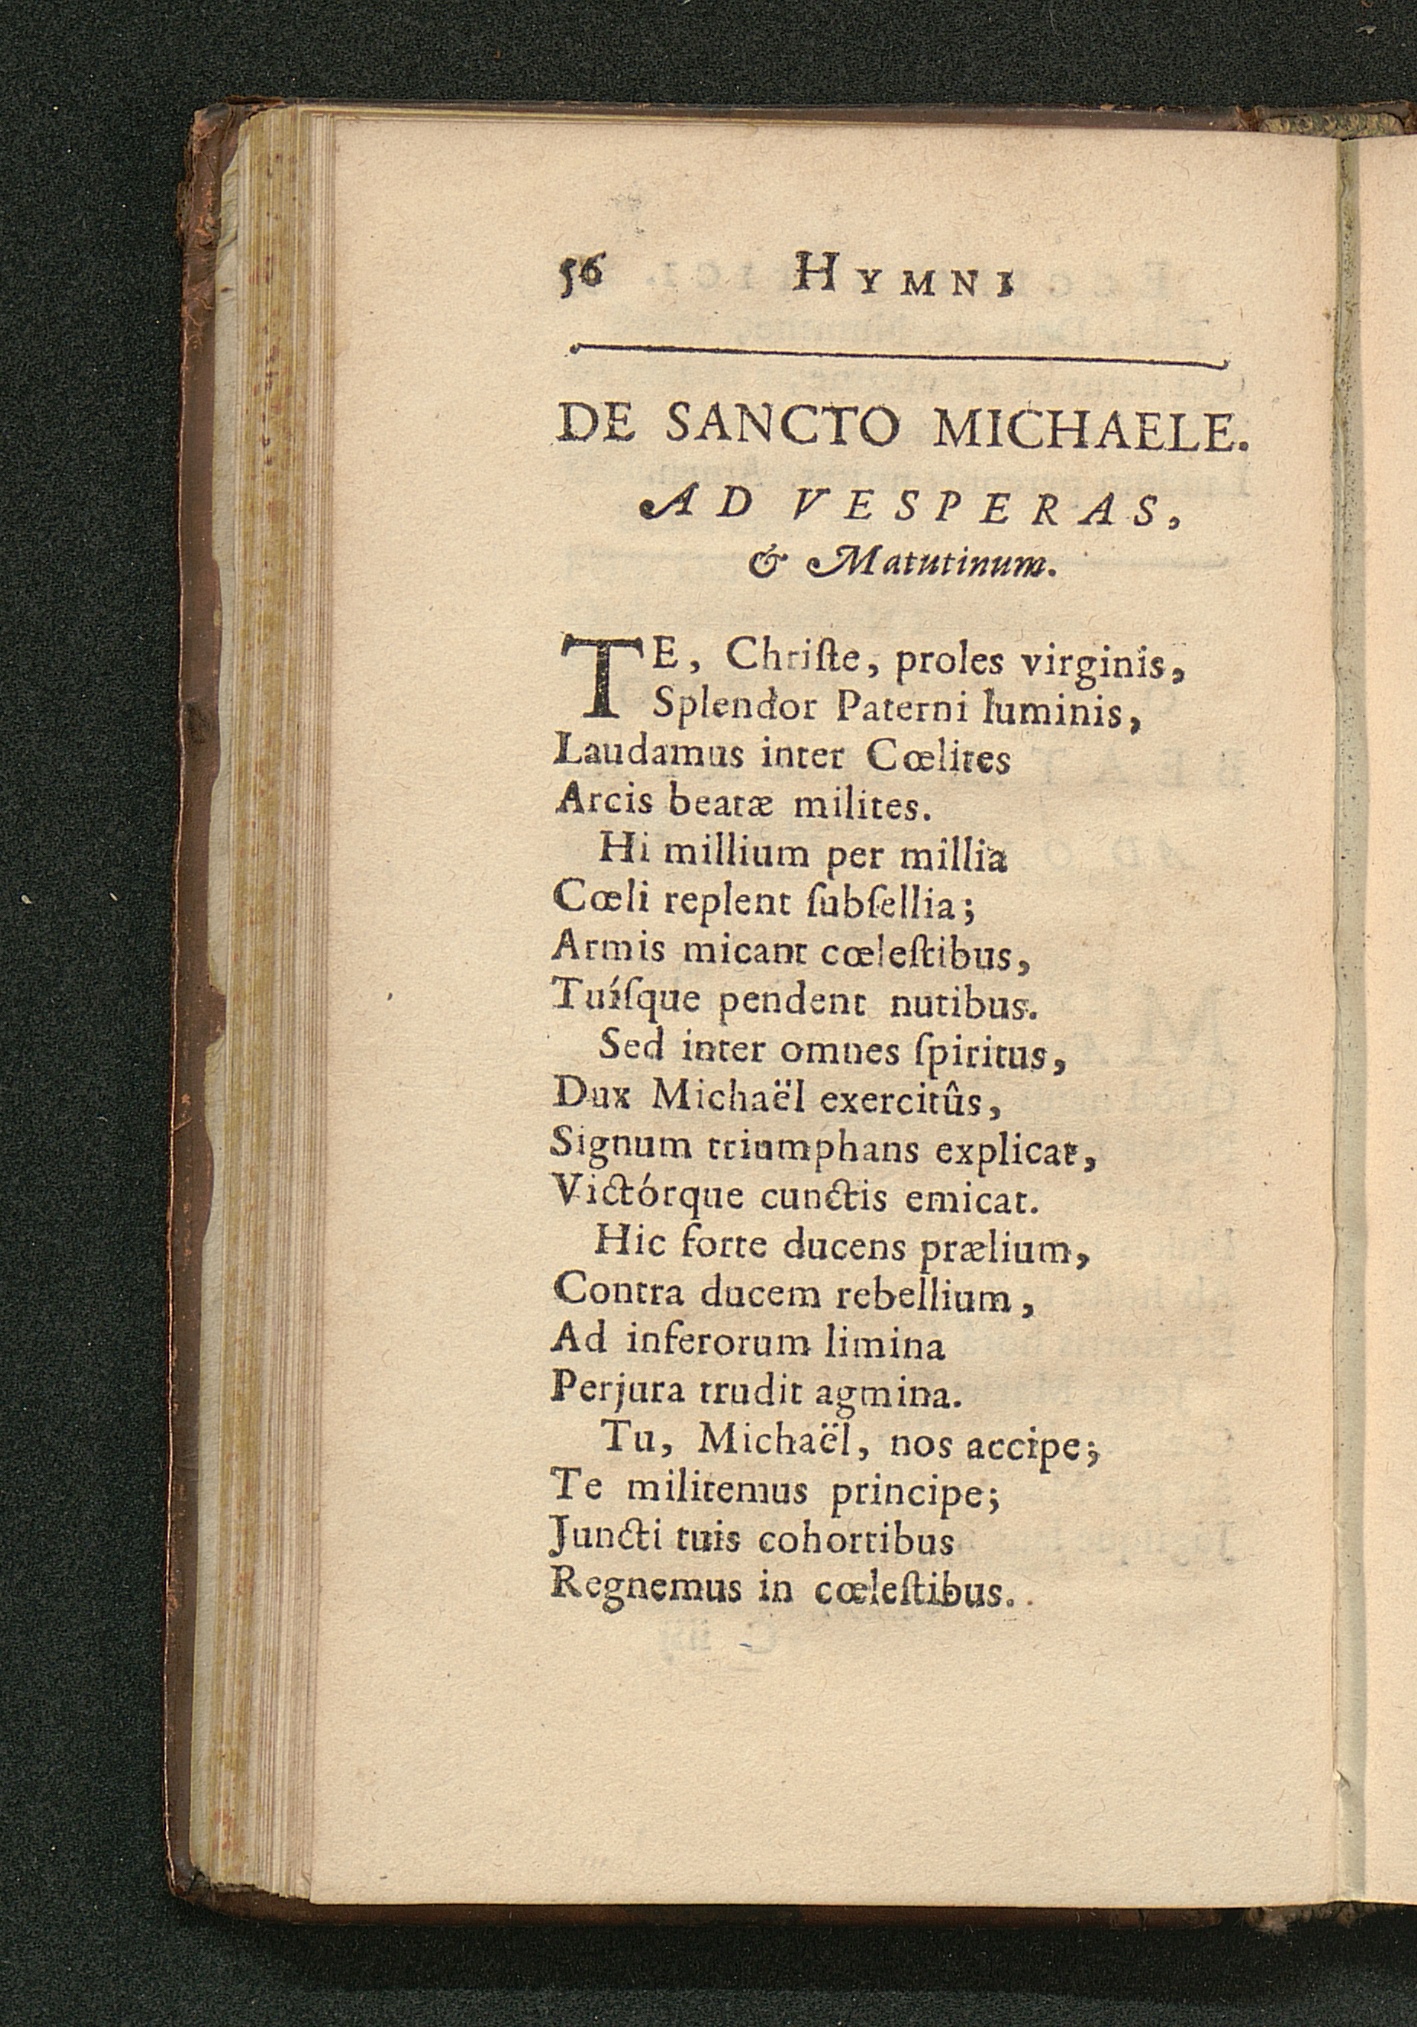 56 HYMNI
DE SANCTO MICHAELE.
AD VESPERAS,
& Matutinum.
TE, Chriſte, proles virginis,
Splendor Paterni luminis,
Laudamus inter Cœlites
Arcis beatæ milites.
Hi millium per millia
Cœli replent ſubſellia;
Armis micant cœleſtibus,
Tuíſque pendent nutibus.
Sed inter omnes ſpiritus,
Dux Michaël exercitûs,
Signum triumphans explicat,
Victórque cunctis emicat.
Hic forte ducens prælium,
Contra ducem rebellium,
Ad inferorum limina
Perjura trudit agmina.
Tu, Michaël, nos accipe;
Te militemus principe;
Juncti tuis cohortibus
Regnemus in cœleſtibus.